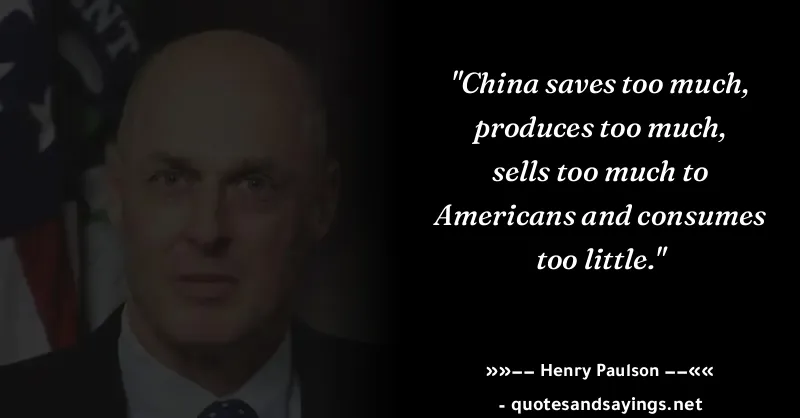 ENT
"China saves too much,
produces too much,
sells too much to
Americans and consumes
too little."
»»—— Henry Paulson ——««
- quotesandsayings.net